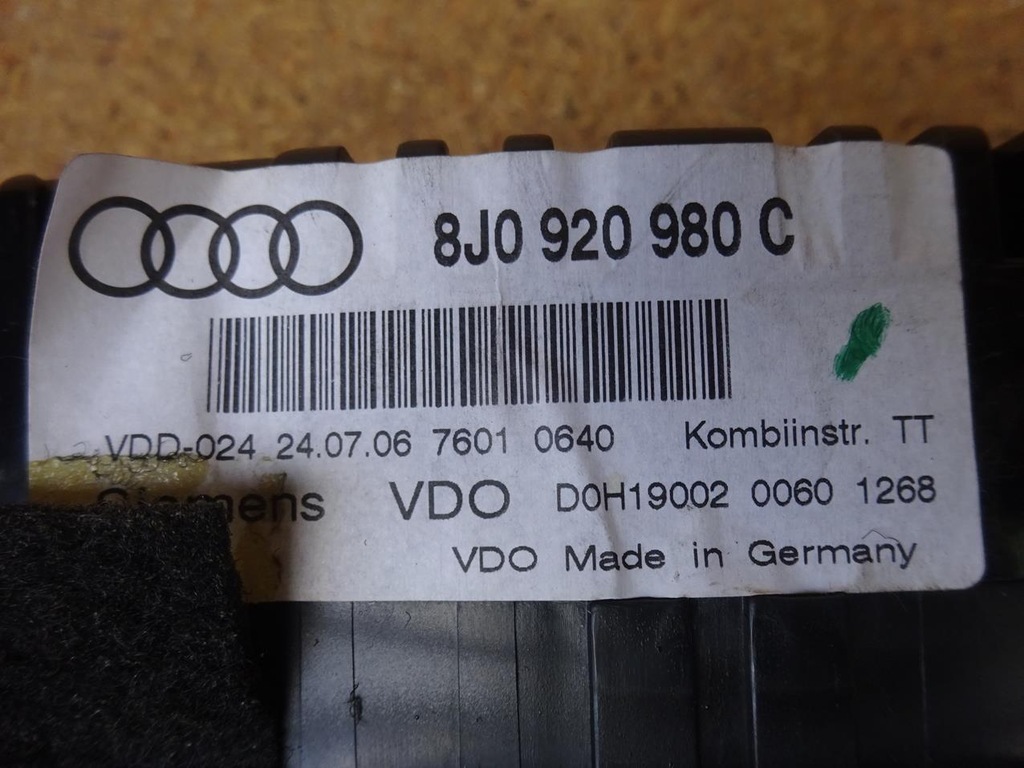 8J0 920 980 C
VDD-024 24.07.06 7601 0640 Kombiinstr. TT
Siemens VDO D0H19002 0060 1268
VDO Made in Germany